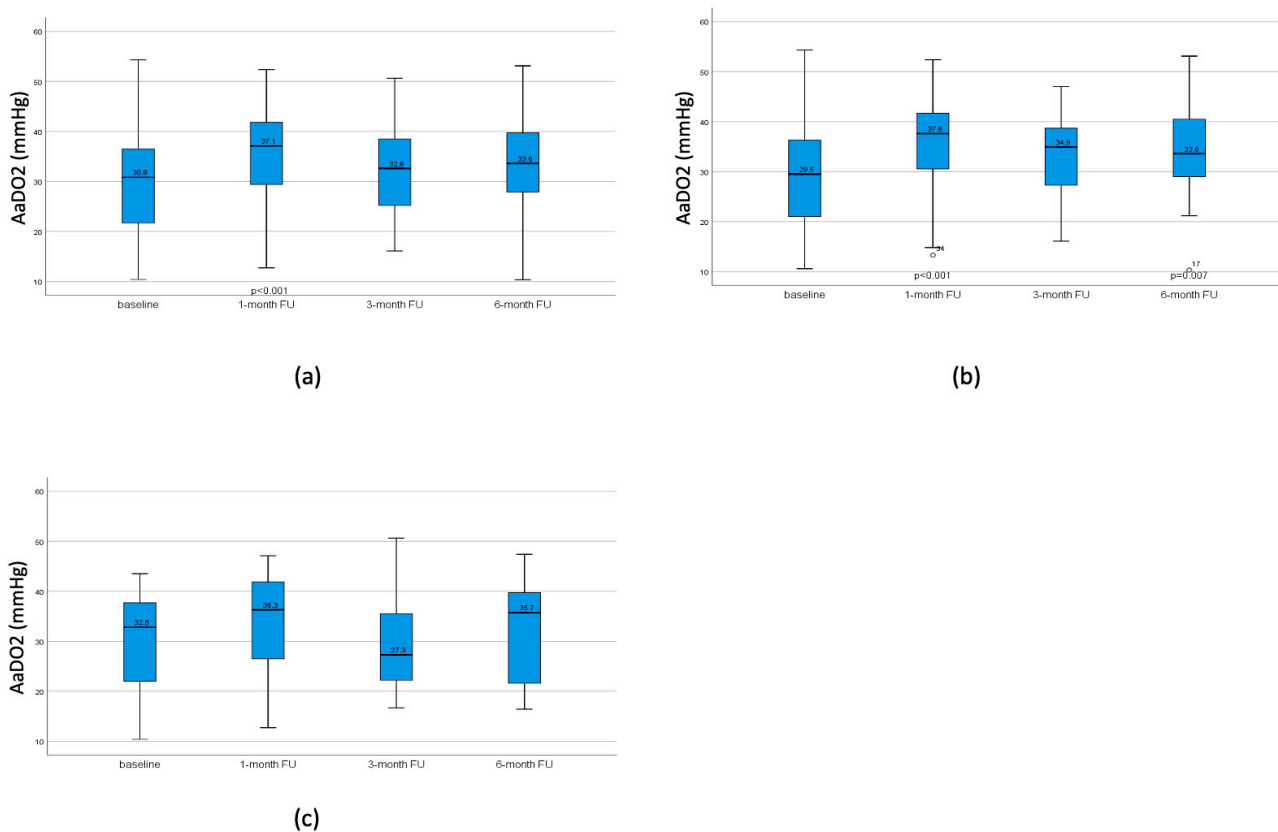 AaDO2 (mmHg)
60
50
40
30
20
10
30.8
37.1
32.6
33.6
p<0.001
baseline
1-month FU
3-month FU
6-month FU
(a)
AaDO2 (mmHg)
60
50
40
30
20
10
29.5
37.6
34.9
33.6
34
17
p<0.001
p=0.007
baseline
1-month FU
3-month FU
6-month FU
(b)
AaDO2 (mmHg)
60
50
40
30
20
10
32.8
36.3
27.3
35.7
baseline
1-month FU
3-month FU
6-month FU
(c)